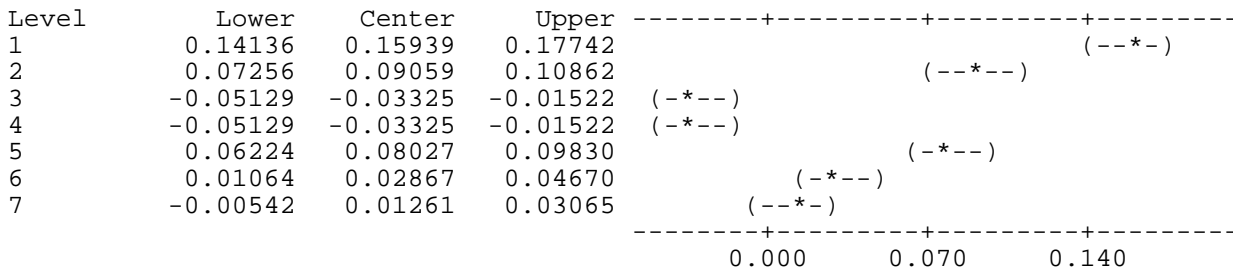 Level Lower Center Upper --------+---------+---------+---------
1 0.14136 0.15939 0.17742 (--*-)
2 0.07256 0.09059 0.10862 (--*--)
3 -0.05129 -0.03325 -0.01522 (-*--)
4 -0.05129 -0.03325 -0.01522 (-*--)
5 0.06224 0.08027 0.09830 (-*--)
6 0.01064 0.02867 0.04670 (-*--)
7 -0.00542 0.01261 0.03065 (--*-)
--------+---------+---------+---------
0.000 0.070 0.140